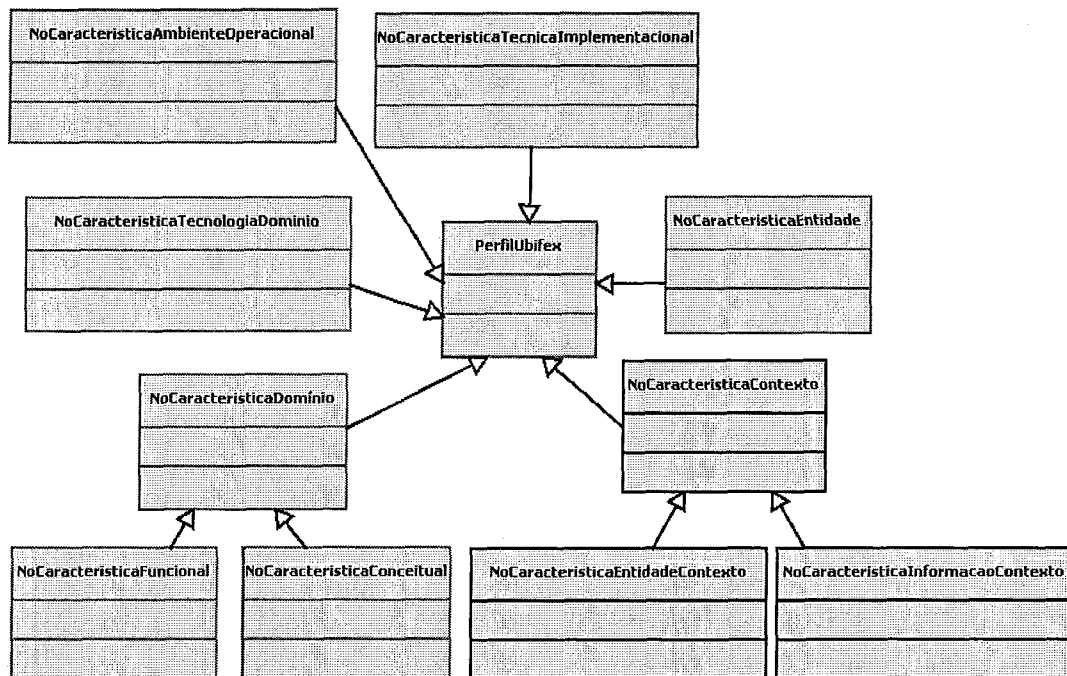 NoCaracteristicaAmbienteOperacional
NoCaracteristicaTecnicaImplementacional
NoCaracteristicaTecnologiaDominio
PerfilUbifex
NoCaracteristicaEntidade
NoCaracteristicaDomínio
NoCaracteristicaContexto
NoCaracteristicaFuncional
NoCaracteristicaConceitual
NoCaracteristicaEntidadeContexto
NoCaracteristicaInformacaoContexto